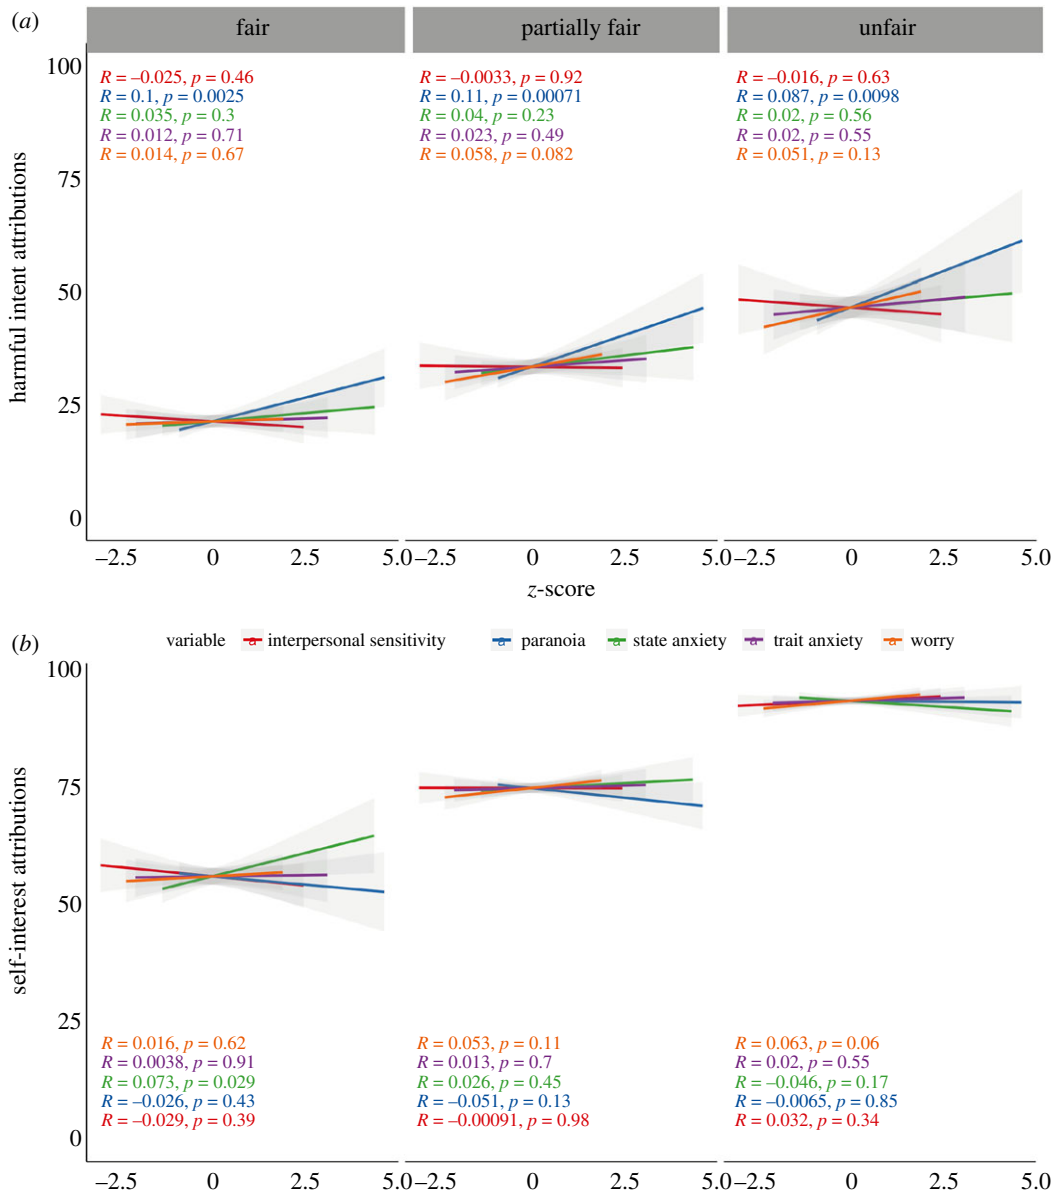 (a)
fair partially fair unfair
100
75
50
25
0
harmful intent attributions
R = –0.025, p = 0.46
R = 0.1, p = 0.0025
R = 0.035, p = 0.3
R = 0.012, p = 0.71
R = 0.014, p = 0.67
R = –0.0033, p = 0.92
R = 0.11, p = 0.00071
R = 0.04, p = 0.23
R = 0.023, p = 0.49
R = 0.058, p = 0.082
R = –0.016, p = 0.63
R = 0.087, p = 0.0098
R = 0.02, p = 0.56
R = 0.02, p = 0.55
R = 0.051, p = 0.13
–2.5 0 2.5 5.0 –2.5 0 2.5 5.0 –2.5 0 2.5 5.0
z-score
(b)
variable a interpersonal sensitivity a paranoia a state anxiety a trait anxiety a worry
100
75
50
25
0
self-interest attributions
R = 0.016, p = 0.62
R = 0.0038, p = 0.91
R = 0.073, p = 0.029
R = –0.026, p = 0.43
R = –0.029, p = 0.39
R = 0.053, p = 0.11
R = 0.013, p = 0.7
R = 0.026, p = 0.45
R = –0.051, p = 0.13
R = –0.00091, p = 0.98
R = 0.063, p = 0.06
R = 0.02, p = 0.55
R = –0.046, p = 0.17
R = –0.0065, p = 0.85
R = 0.032, p = 0.34
–2.5 0 2.5 5.0 –2.5 0 2.5 5.0 –2.5 0 2.5 5.0